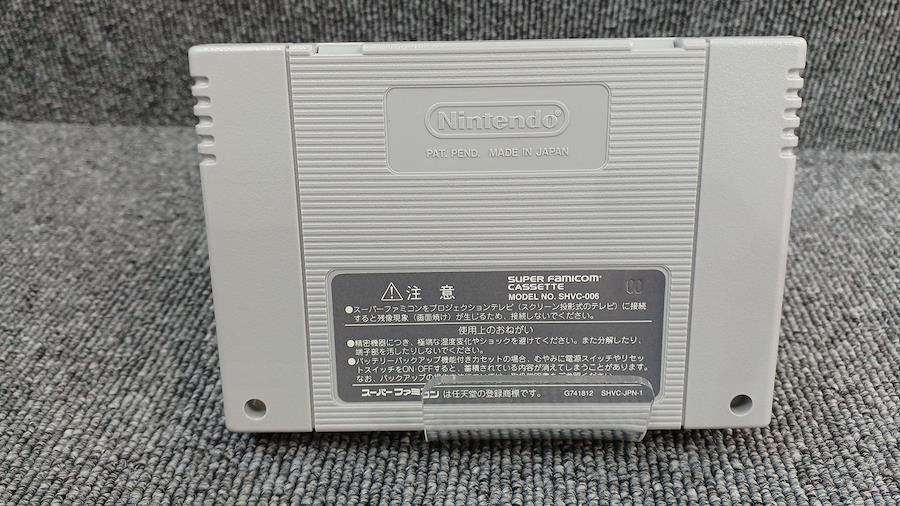 Nintendo®
PAT. PEND. MADE IN JAPAN
⚠注 意
SUPER FAMICOM®
CASSETTE
MODEL NO. SHVC-006
00
●スーパーファミコンをプロジェクションテレビ(スクリーン投影式のテレビ)に接続
すると残像現象(画面焼け)が生じるため、接続しないでください。
使用上のおねがい
●精密機器につき、極端な温度変化やショックを避けてください。また分解したり、
端子部を汚したりしないでください。
●バッテリーバックアップ機能付きカセットの場合、むやみに電源スイッチやリセッ
トスイッチをON・OFFすると、蓄積されている内容が消えてしまうことがあります。
なお、バックアップの
スーパーファミコンは任天堂の登録商標です。
G741812 SHVC-JPN-1